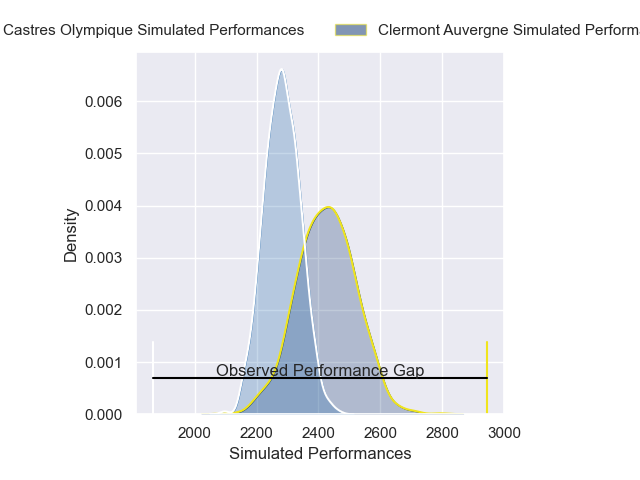 Castres Olympique Simulated Performances
Clermont Auvergne Simulated Perform
0.006
0.005
0.004
0.003
0.002
0.001
0.000
Density
Observed Performance Gap
2000
2200
2400
2600
2800
3000
Simulated Performances